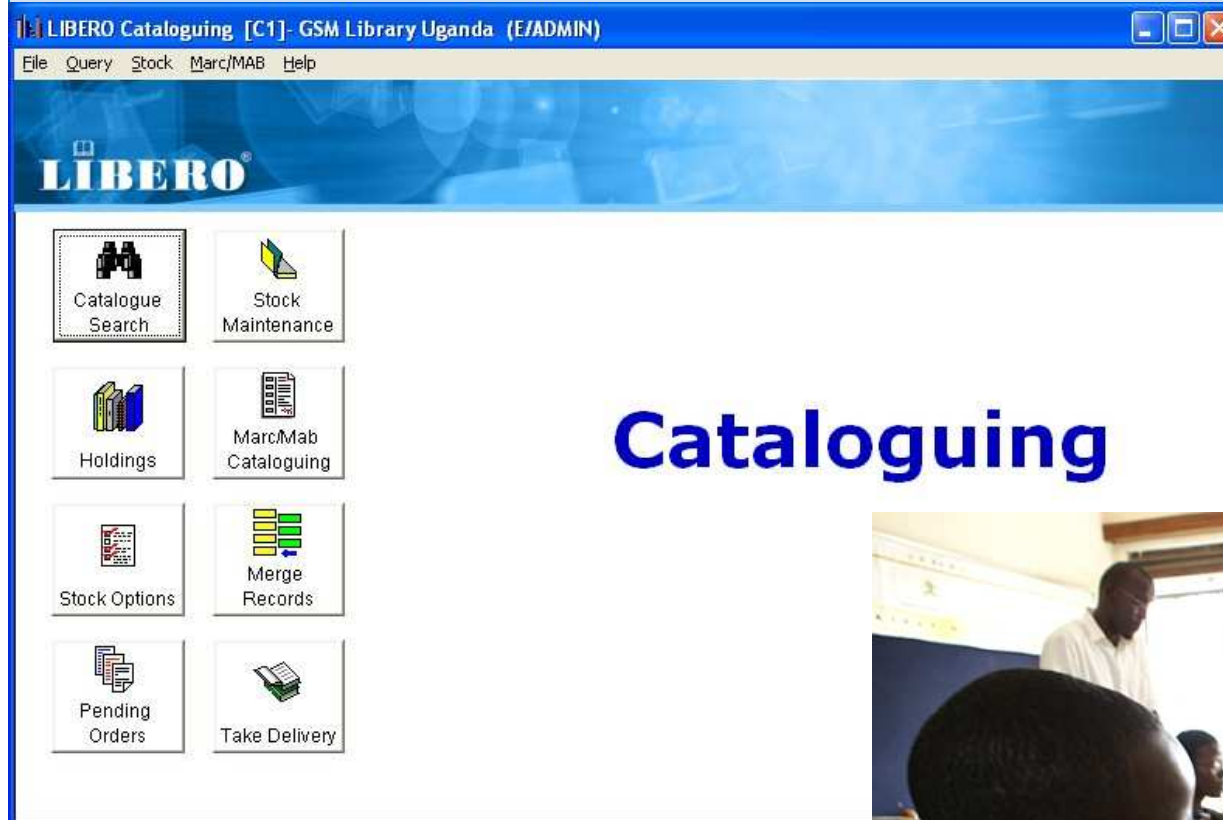 LIBERO Cataloguing [C1]- GSM Library Uganda (E/ADMIN)
File Query Stock Marc/MAB Help
LIBERO®
Catalogue
Search
Stock
Maintenance
Holdings
Marc/Mab
Cataloguing
Stock Options
Merge
Records
Pending
Orders
Take Delivery
Cataloguing